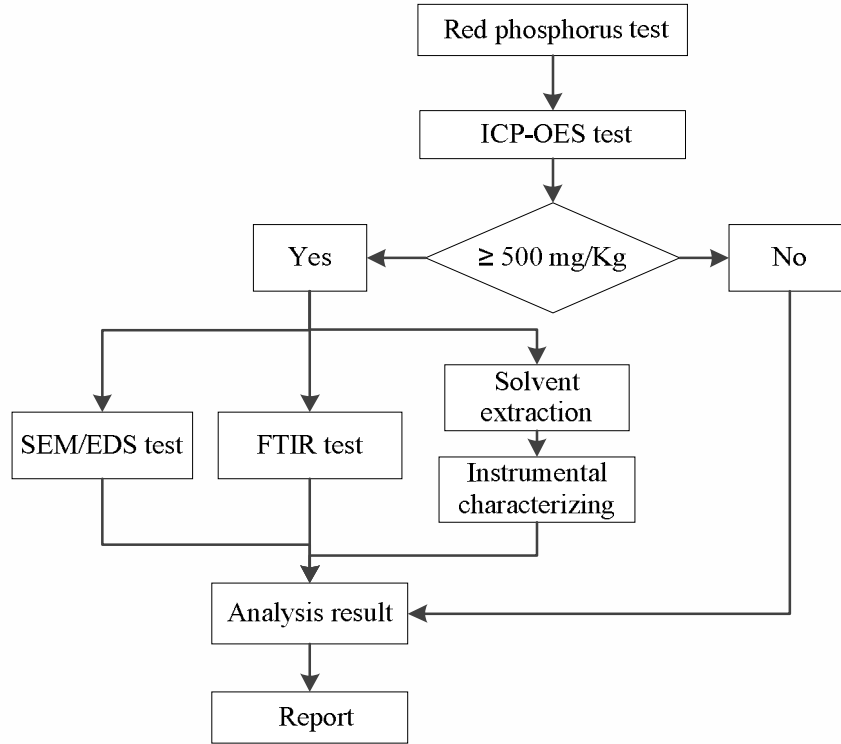 Red phosphorus test
ICP-OES test
Yes
≥ 500 mg/Kg
No
Solvent
extraction
SEM/EDS test
FTIR test
Instrumental
characterizing
Analysis result
Report